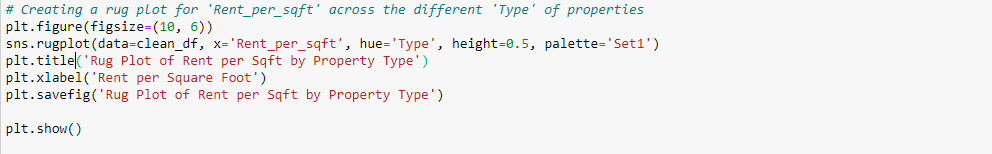 # Creating a rug plot for 'Rent_per_sqft' across the different 'Type' of properties
plt.figure(figsize=(10, 6))
sns.rugplot(data=clean_df, x='Rent_per_sqft', hue='Type', height=0.5, palette='Set1')
plt.title('Rug Plot of Rent per Sqft by Property Type')
plt.xlabel('Rent per Square Foot')
plt.savefig('Rug Plot of Rent per Sqft by Property Type')
plt.show()